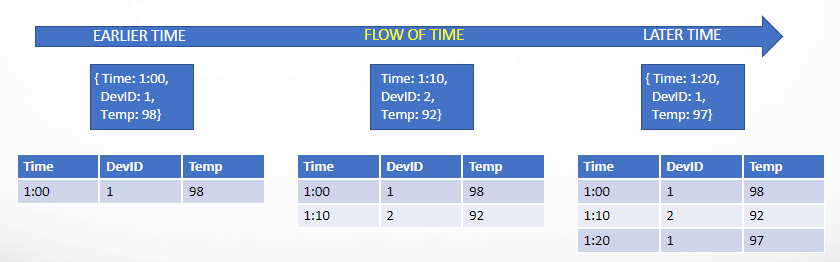 EARLIER TIME FLOW OF TIME LATER TIME
{ Time: 1:00,
DevID: 1,
Temp: 98}
Time: 1:10,
DevID: 2,
Temp: 92}
{ Time: 1:20,
DevID: 1,
Temp: 97}
Time DevID Temp
1:00 1 98
Time DevID Temp
1:00 1 98
1:10 2 92
Time DevID Temp
1:00 1 98
1:10 2 92
1:20 1 97